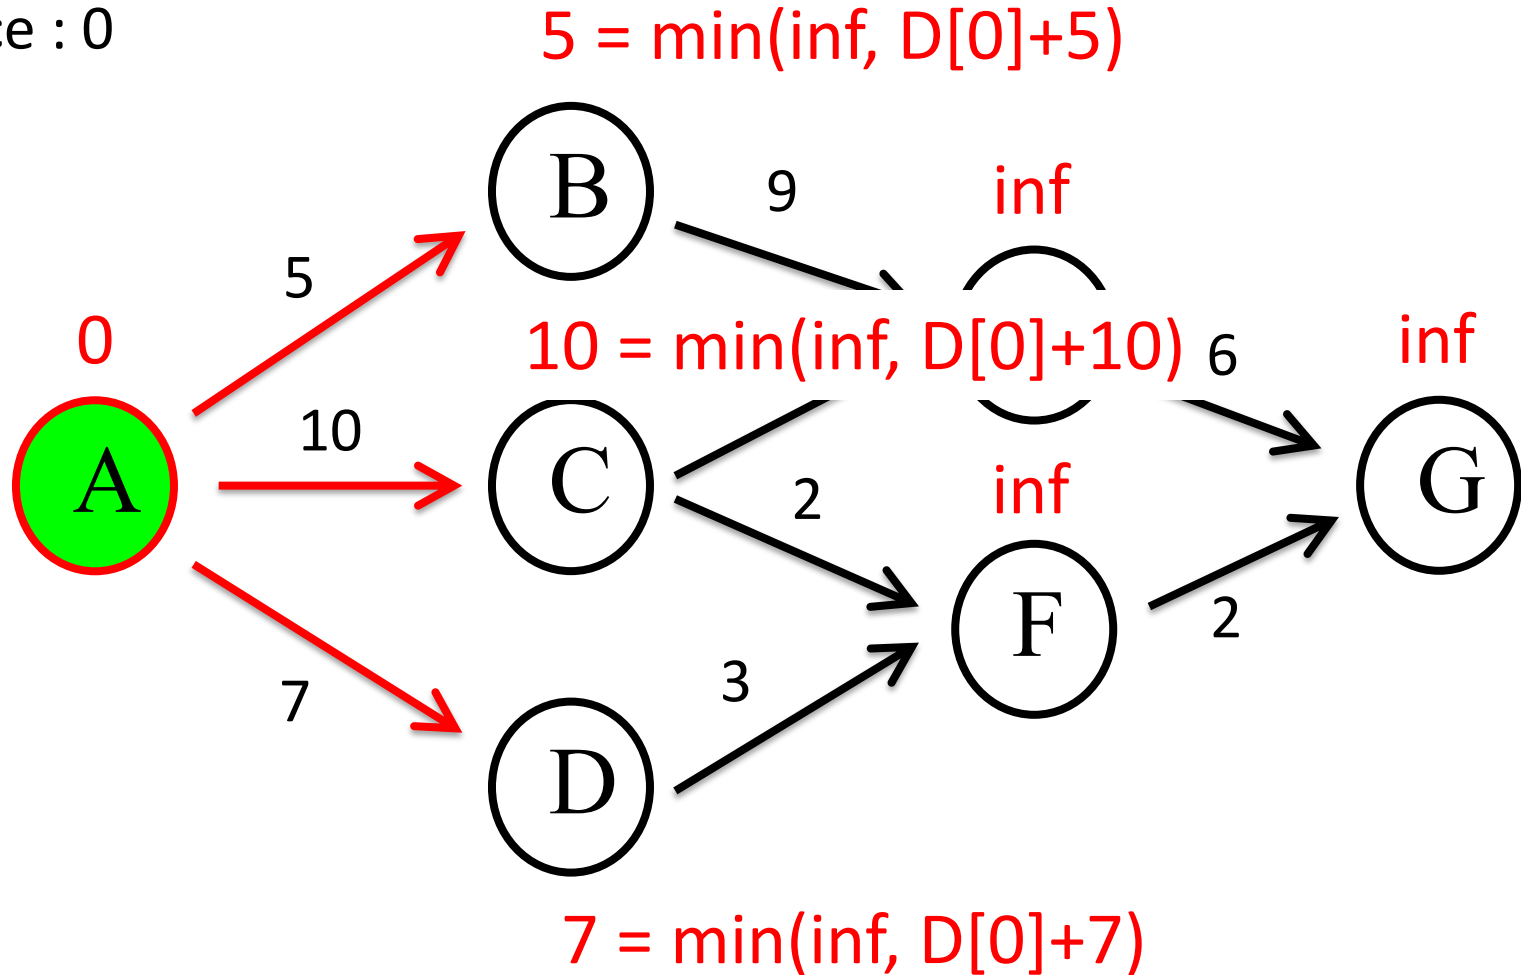 ce : 0
5 = min(inf, D[0]+5)
B
9
inf
5
0
10 = min(inf, D[0]+10)
6
inf
A
10
C
2
inf
G
F
2
7
3
D
7 = min(inf, D[0]+7)